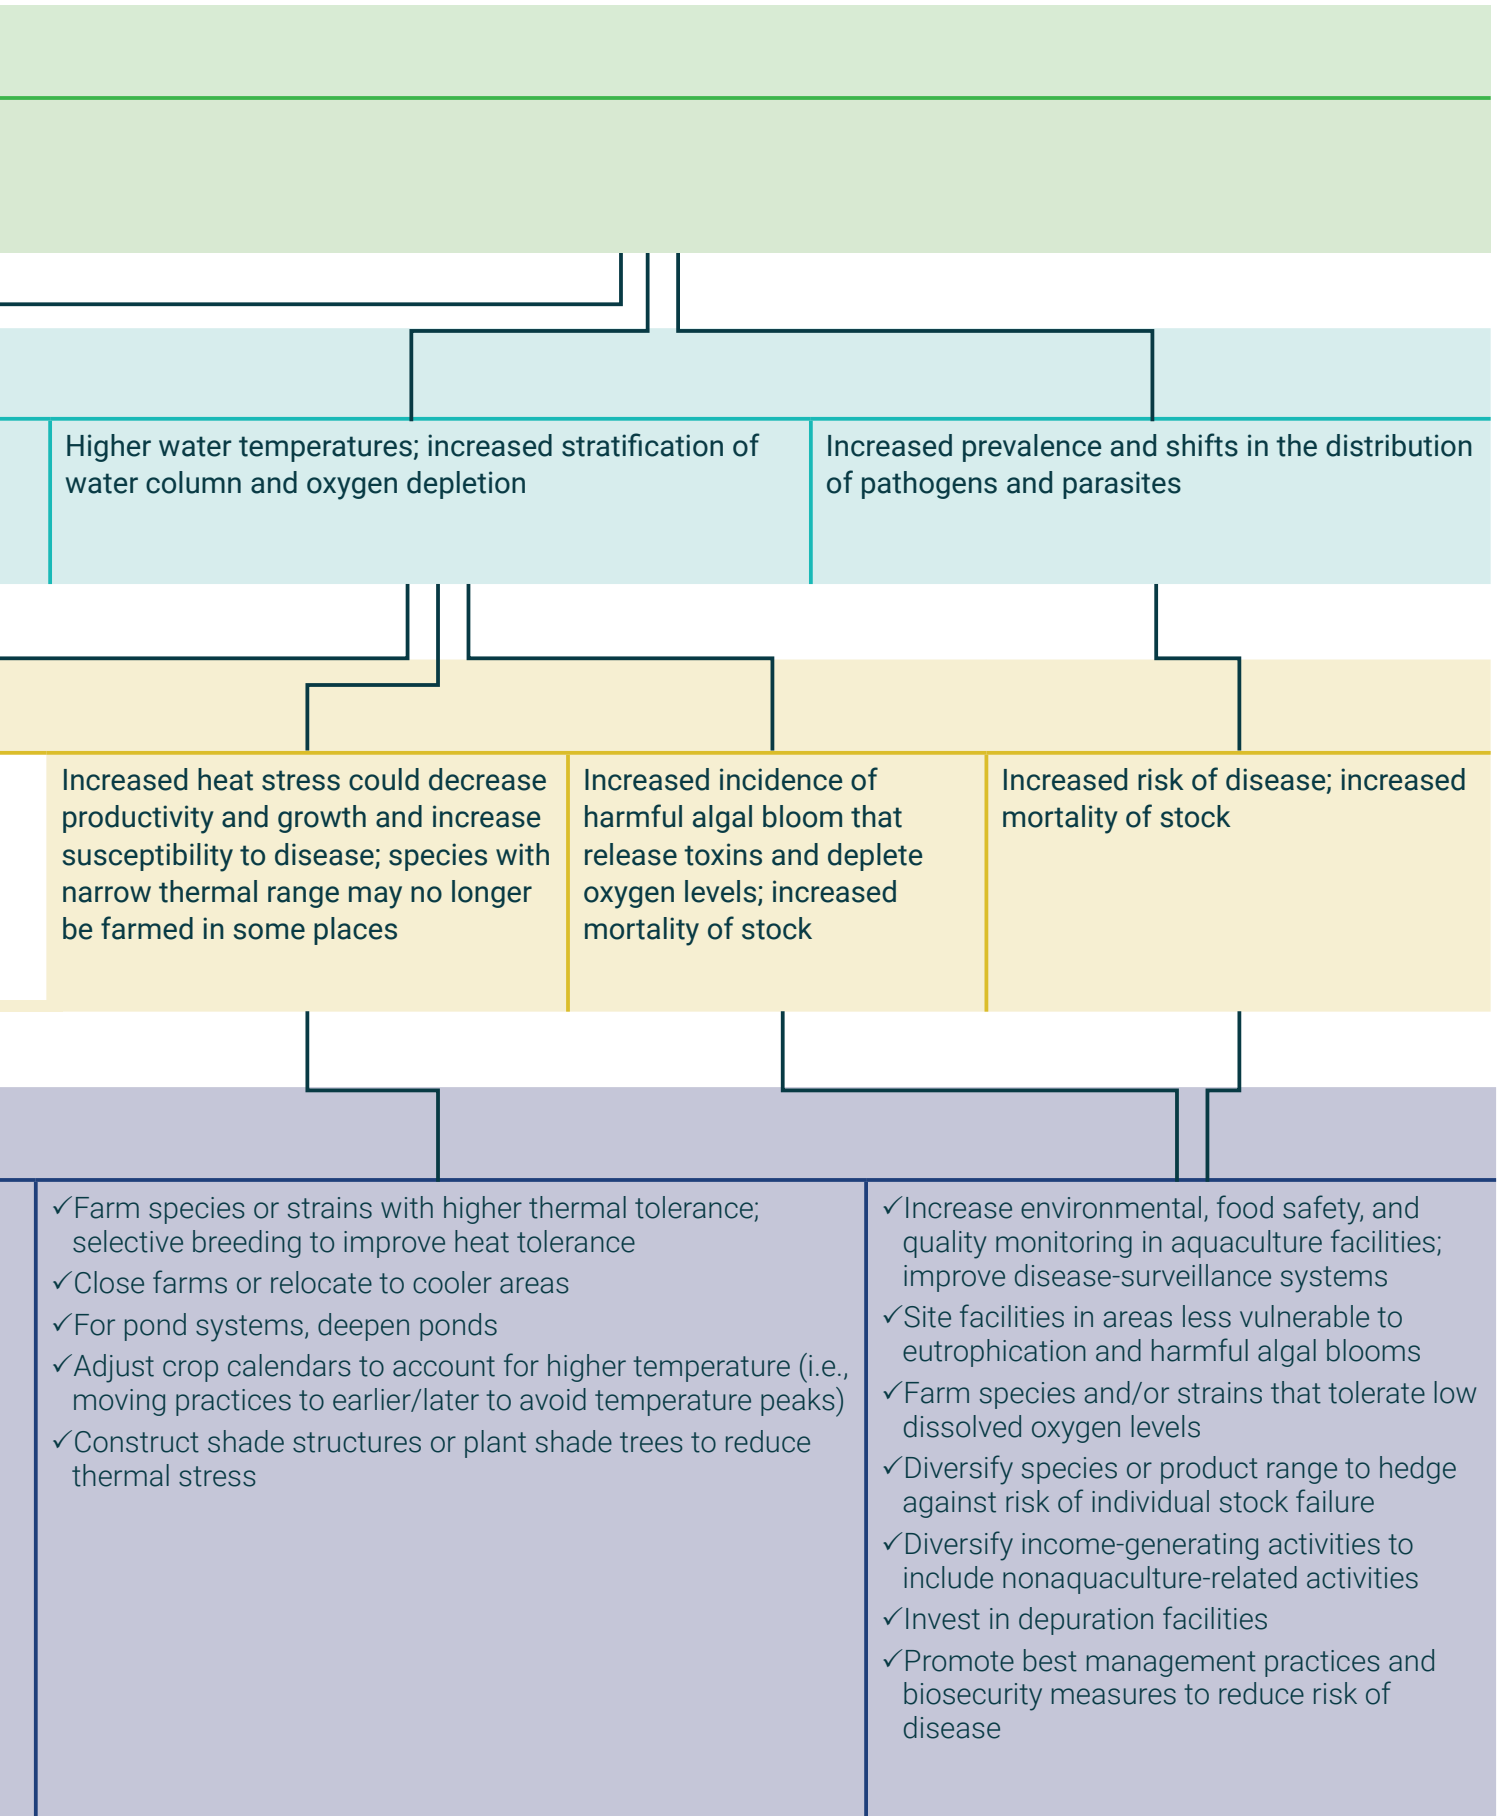 Higher water temperatures; increased stratification of
water column and oxygen depletion
Increased prevalence and shifts in the distribution
of pathogens and parasites
Increased heat stress could decrease
productivity and growth and increase
susceptibility to disease; species with
narrow thermal range may no longer
be farmed in some places
Increased incidence of
harmful algal bloom that
release toxins and deplete
oxygen levels; increased
mortality of stock
Increased risk of disease; increased
mortality of stock
✓Farm species or strains with higher thermal tolerance;
selective breeding to improve heat tolerance
✓Close farms or relocate to cooler areas
✓For pond systems, deepen ponds
✓Adjust crop calendars to account for higher temperature (i.e.,
moving practices to earlier/later to avoid temperature peaks)
✓Construct shade structures or plant shade trees to reduce
thermal stress
✓Increase environmental, food safety, and
quality monitoring in aquaculture facilities;
improve disease-surveillance systems
✓Site facilities in areas less vulnerable to
eutrophication and harmful algal blooms
✓Farm species and/or strains that tolerate low
dissolved oxygen levels
✓Diversify species or product range to hedge
against risk of individual stock failure
✓Diversify income-generating activities to
include nonaquaculture-related activities
✓Invest in depuration facilities
✓Promote best management practices and
biosecurity measures to reduce risk of
disease